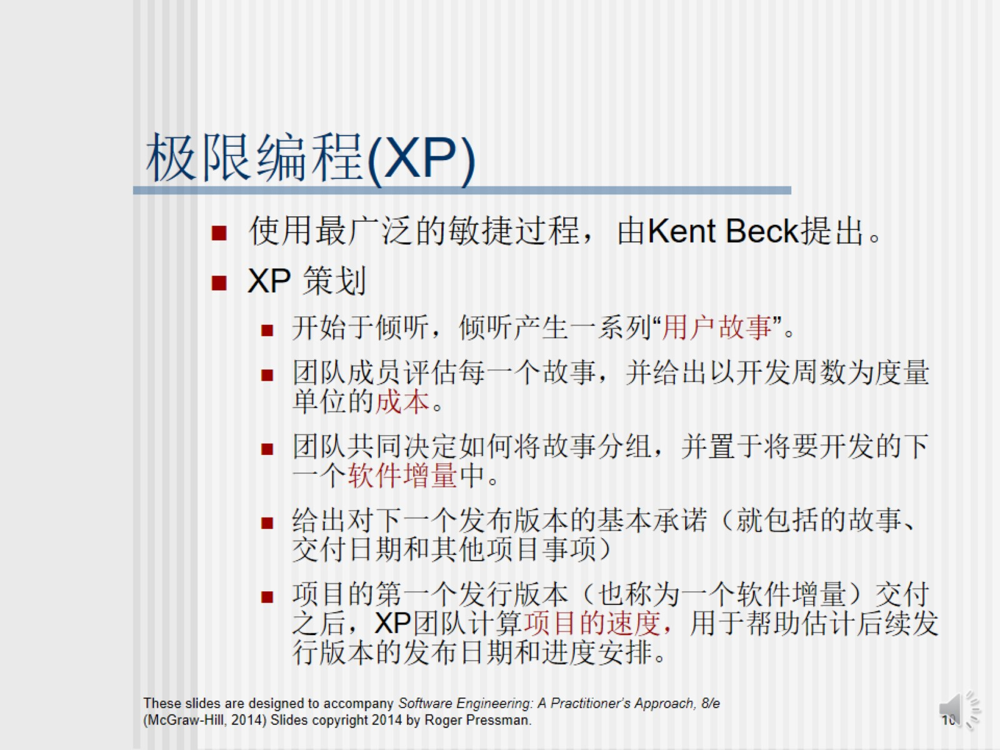 极限编程(XP)
使用最广泛的敏捷过程，由Kent Beck提出。
XP 策划
开始于倾听，倾听产生一系列“用户故事”。
团队成员评估每一个故事，并给出以开发周数为度量
单位的成本。
团队共同决定如何将故事分组，并置于将要开发的下
一个软件增量中。
给出对下一个发布版本的基本承诺（就包括的故事、
交付日期和其他项目事项）
项目的第一个发行版本（也称为一个软件增量）交付
之后，XP团队计算项目的速度，用于帮助估计后续发
行版本的发布日期和进度安排。
These slides are designed to accompany Software Engineering: A Practitioner’s Approach, 8/e
(McGraw-Hill, 2014) Slides copyright 2014 by Roger Pressman.
10